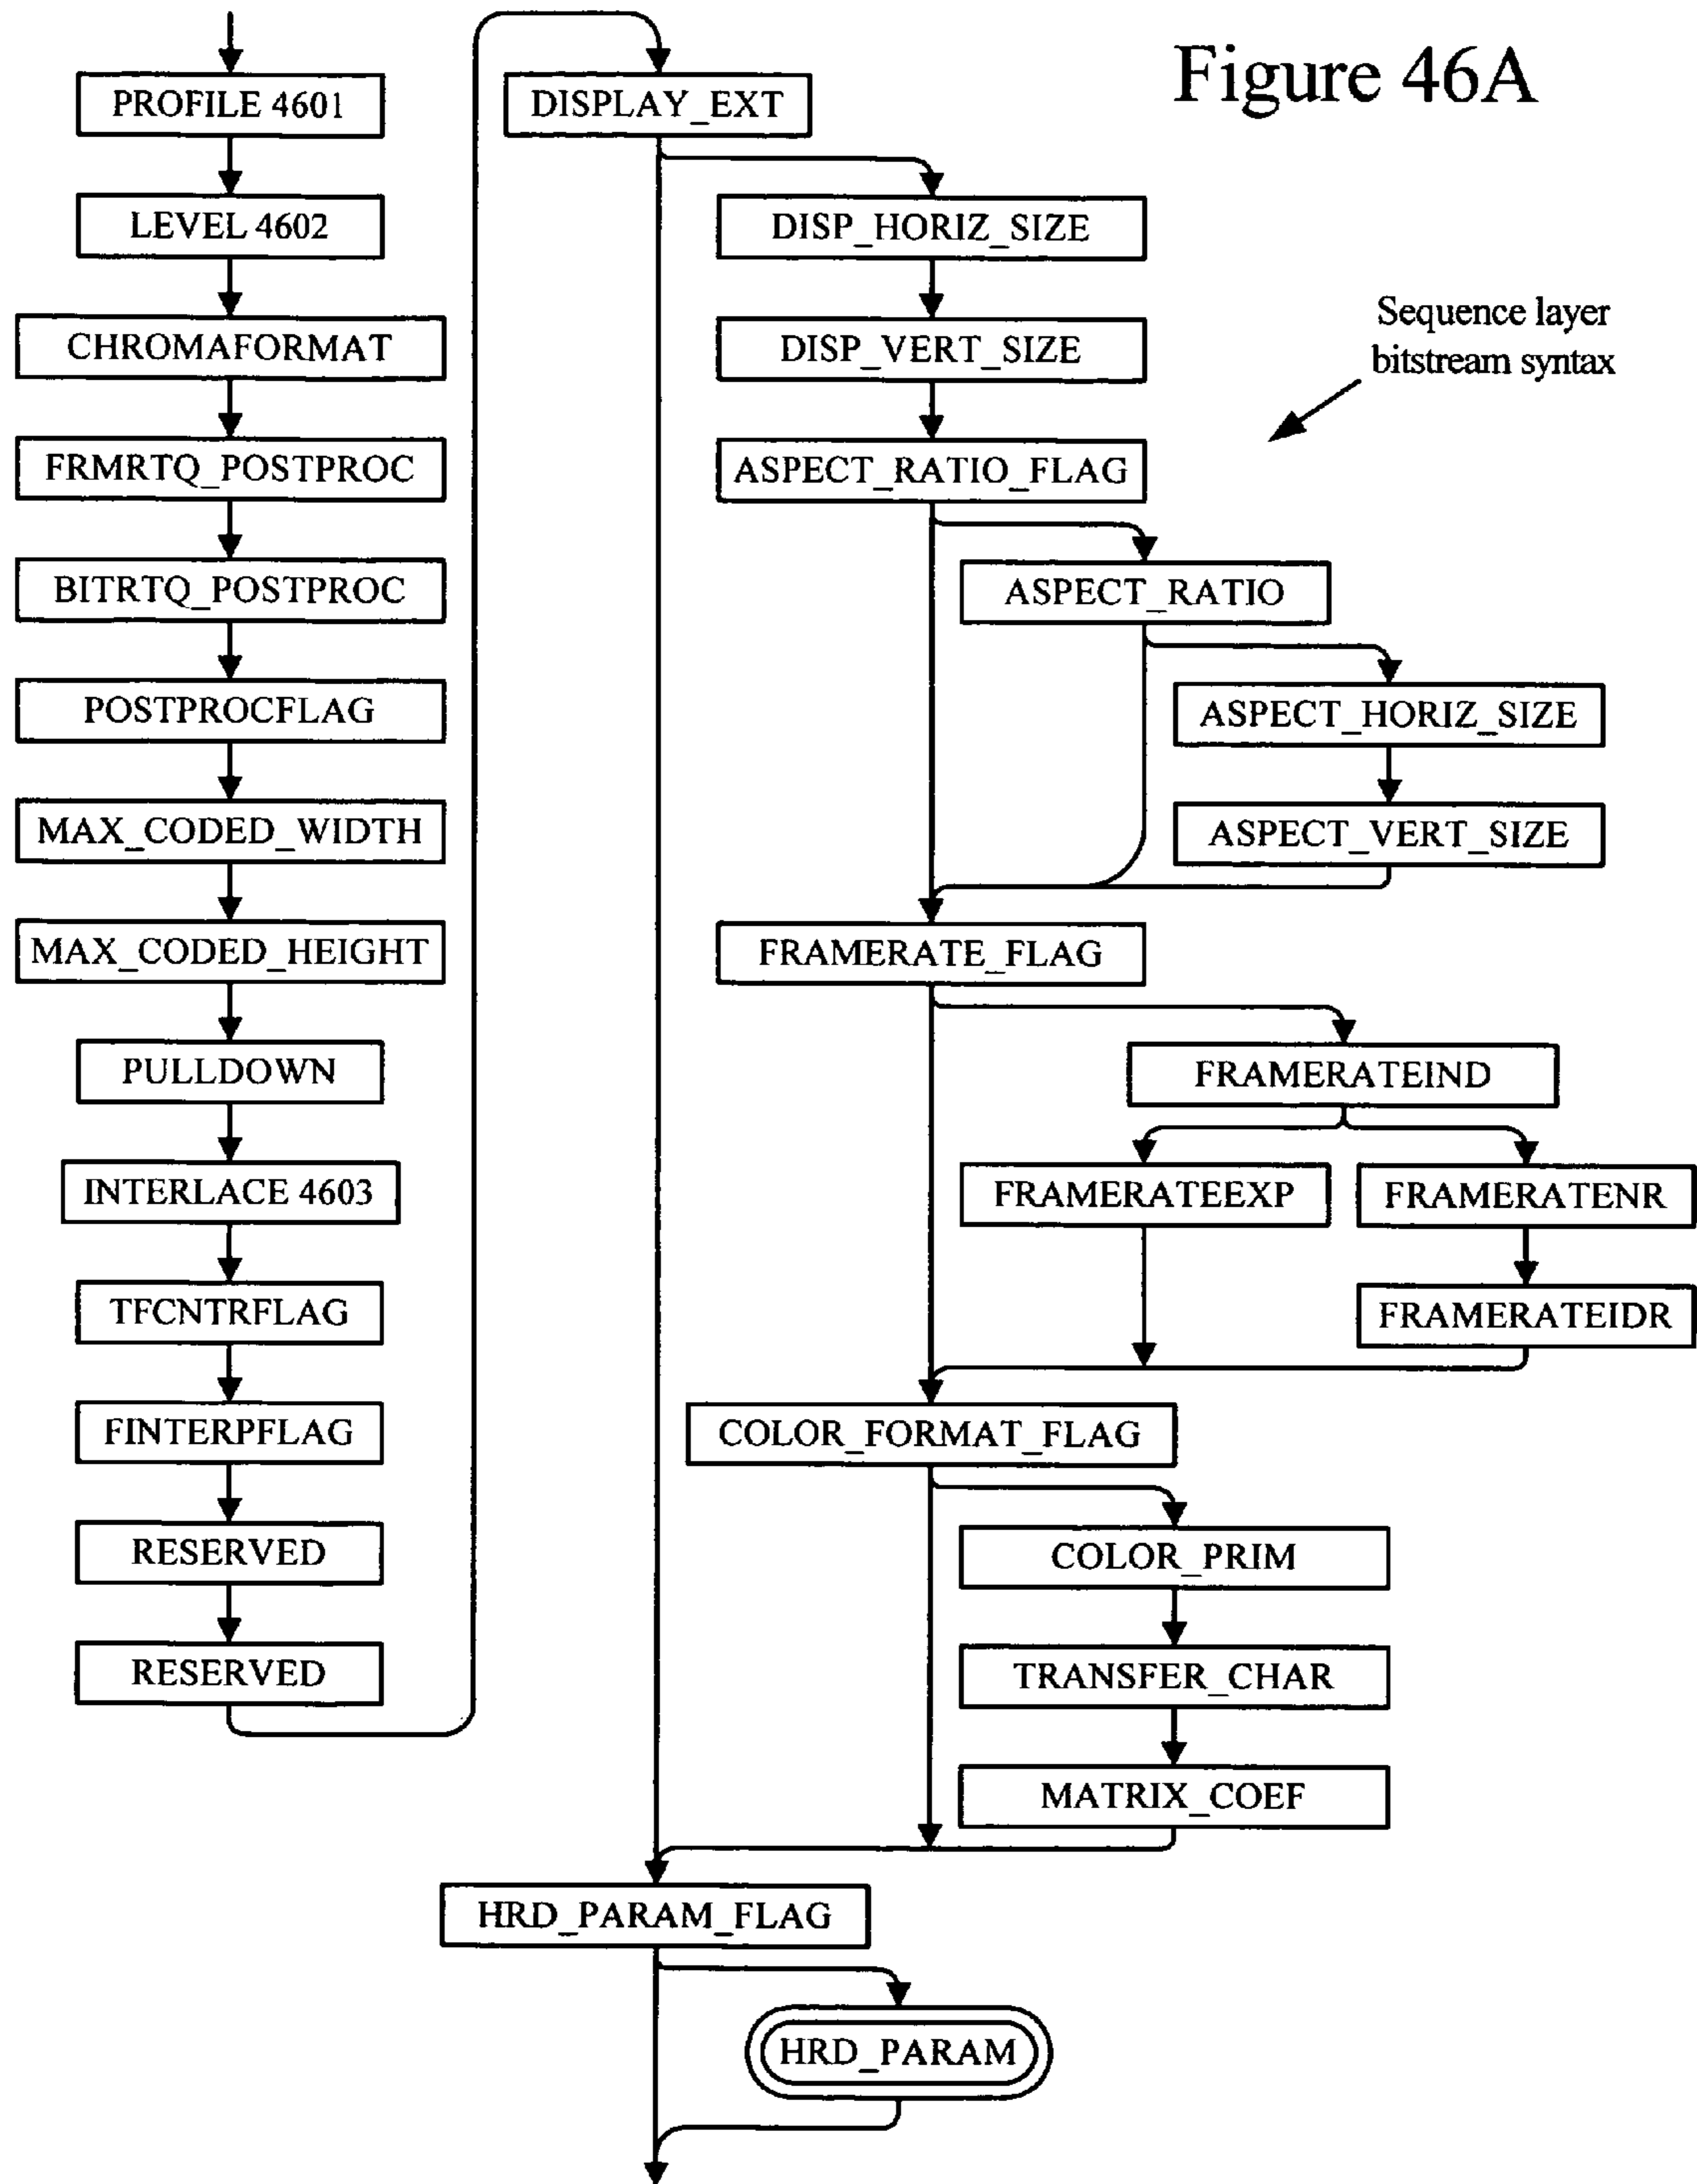 Figure 46A
PROFILE 4601
LEVEL 4602
CHROMAFORMAT
FRMRTQ_POSTPROC
BITRTQ_POSTPROC
POSTPROCFLAG
MAX_CODED_WIDTH
MAX_CODED_HEIGHT
PULLDOWN
INTERLACE 4603
TFCNTRFLAG
FINTERPFLAG
RESERVED
RESERVED
DISPLAY_EXT
DISP_HORIZ_SIZE
DISP_VERT_SIZE
Sequence layer
bitstream syntax
ASPECT_RATIO_FLAG
ASPECT_RATIO
ASPECT_HORIZ_SIZE
ASPECT_VERT_SIZE
FRAMERATE_FLAG
FRAMERATEIND
FRAMERATEEXP
FRAMERATENR
FRAMERATEIDR
COLOR_FORMAT_FLAG
COLOR_PRIM
TRANSFER_CHAR
MATRIX_COEF
HRD_PARAM_FLAG
HRD_PARAM